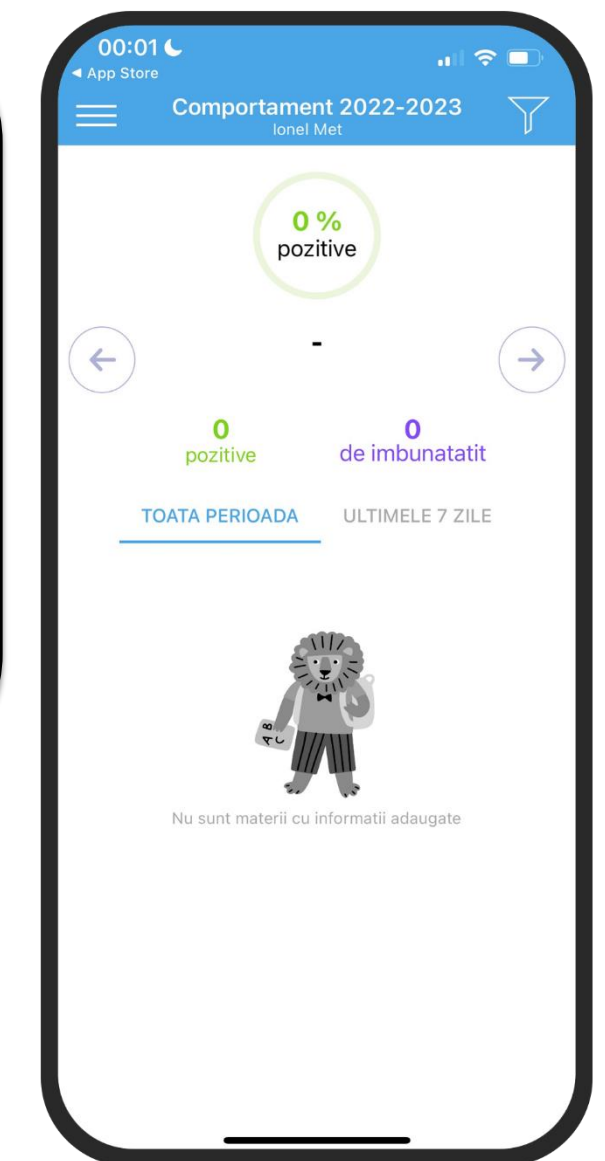 00:01
◀ App Store
Comportament 2022-2023
Ionel Met
0 %
pozitive
-
0 0
pozitive de imbunatatit
TOATA PERIOADA ULTIMELE 7 ZILE
A B C
Nu sunt materii cu informatii adaugate